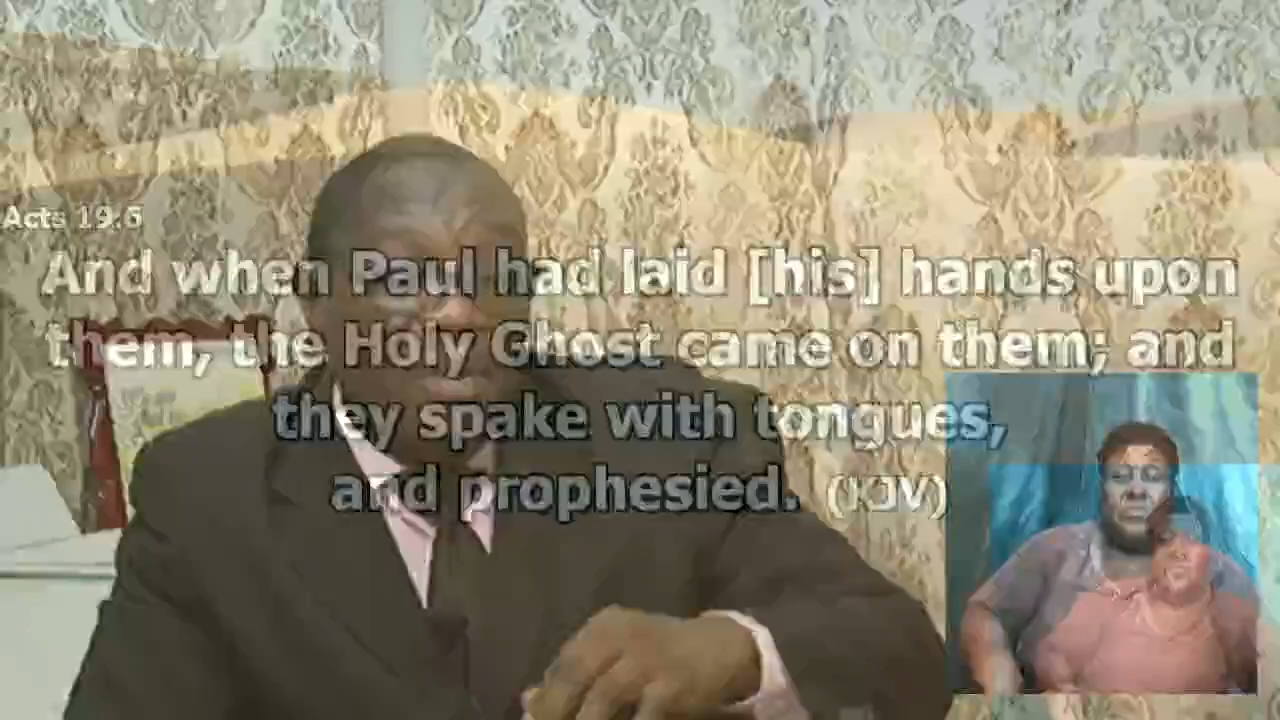 Acts 19:6
And when Paul had laid [his] hands upon
them, the Holy Ghost came on them; and
they spake with tongues,
and prophesied. (KJV)